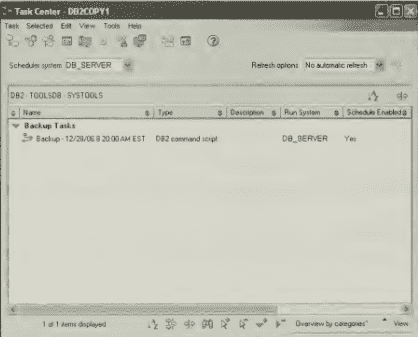 Task Center - DB2COPY1
Task Selected Edit View Tools Help
Scheduler system DB_SERVER Refresh options No automatic refresh
DB2 - TOOLSDB - SYSTOOLS
Name Type Description Run System Schedule Enabled
Backup Tasks
Backup - 12/28/06 8:20:00 AM EST DB2 command script DB_SERVER Yes
1 of 1 items displayed Overview by categories* View